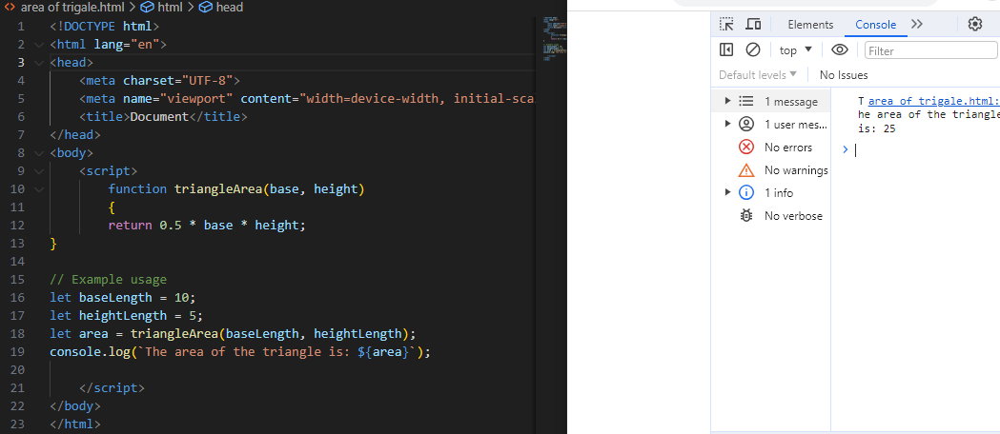 area of trigale.html > html > head
1 <!DOCTYPE html>
2 <html lang="en">
3 <head>
4 <meta charset="UTF-8">
5 <meta name="viewport" content="width=device-width, initial-sca
6 <title>Document</title>
7 </head>
8 <body>
9 <script>
10 function triangleArea(base, height)
11 {
12 return 0.5 * base * height;
13 }
14
15 // Example usage
16 let baseLength = 10;
17 let heightLength = 5;
18 let area = triangleArea(baseLength, heightLength);
19 console.log(`The area of the triangle is: ${area}`);
20
21 </script>
22 </body>
23 </html>
Elements Console
top Filter
Default levels No Issues
1 message
1 user mes...
No errors
No warnings
1 info
No verbose
T area of trigale.html:
he area of the triangle
is: 25